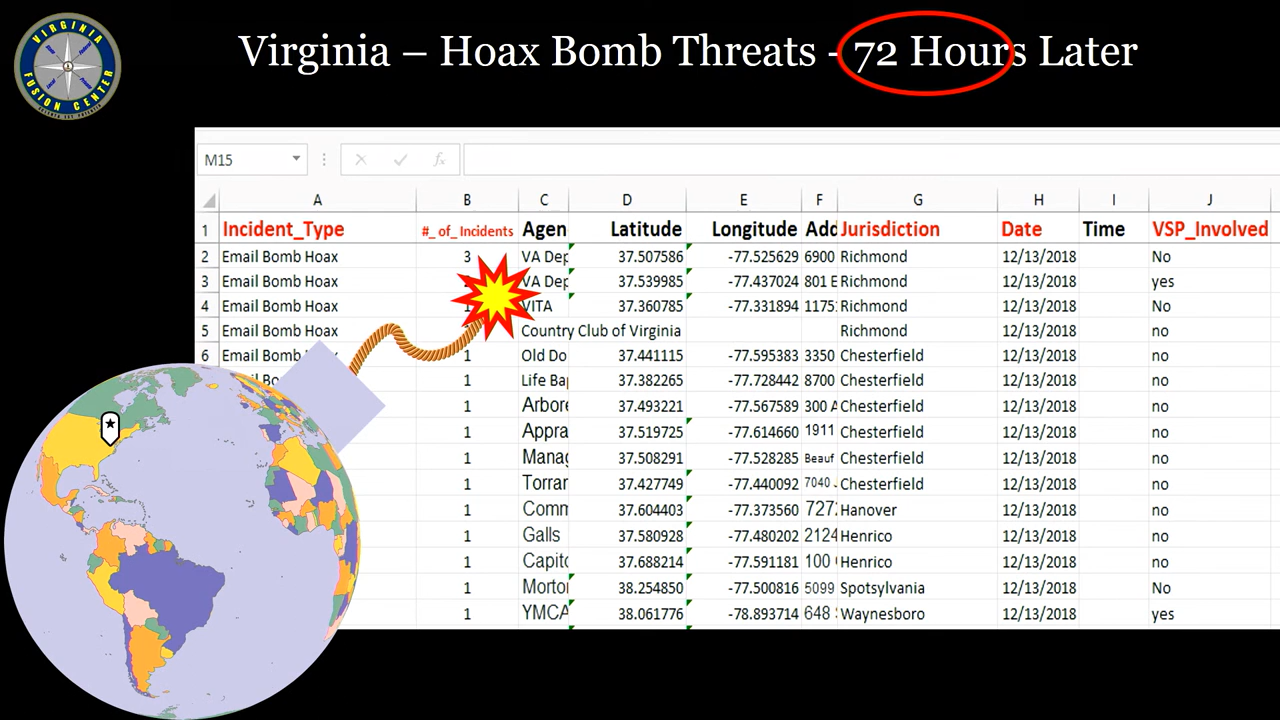 VIRGINIA
FUSION CENTER
Virginia – Hoax Bomb Threats - 72 Hours Later
M15 fx
A B C D E F G H I J
1 Incident_Type #_of_Incidents Agen Latitude Longitude Add Jurisdiction Date Time VSP_Involved
2 Email Bomb Hoax 3 VA Dep 37.507586 -77.525629 6900 Richmond 12/13/2018 No
3 Email Bomb Hoax VA Dep 37.539985 -77.437024 801 E Richmond 12/13/2018 yes
4 Email Bomb Hoax VITA 37.360785 -77.331894 1175 Richmond 12/13/2018 No
5 Email Bomb Hoax Country Club of Virginia Richmond 12/13/2018 no
6 Email Bomb 1 Old Do 37.441115 -77.595383 3350 Chesterfield 12/13/2018 no
1 Life Bap 37.382265 -77.728442 8700 Chesterfield 12/13/2018 no
1 Arbore 37.493221 -77.567589 300 A Chesterfield 12/13/2018 no
1 Appra 37.519725 -77.614660 1911 Chesterfield 12/13/2018 no
1 Manag 37.508291 -77.528285 Beauf Chesterfield 12/13/2018 no
1 Torran 37.427749 -77.440092 7040 Chesterfield 12/13/2018 no
1 Comm 37.604403 -77.373560 727 Hanover 12/13/2018 no
1 Galls 37.580928 -77.480202 2124 Henrico 12/13/2018 no
1 Capito 37.688214 -77.591181 100 Henrico 12/13/2018 no
1 Morto 38.254850 -77.500816 5099 Spotsylvania 12/13/2018 No
1 YMCA 38.061776 -78.893714 648 Waynesboro 12/13/2018 yes